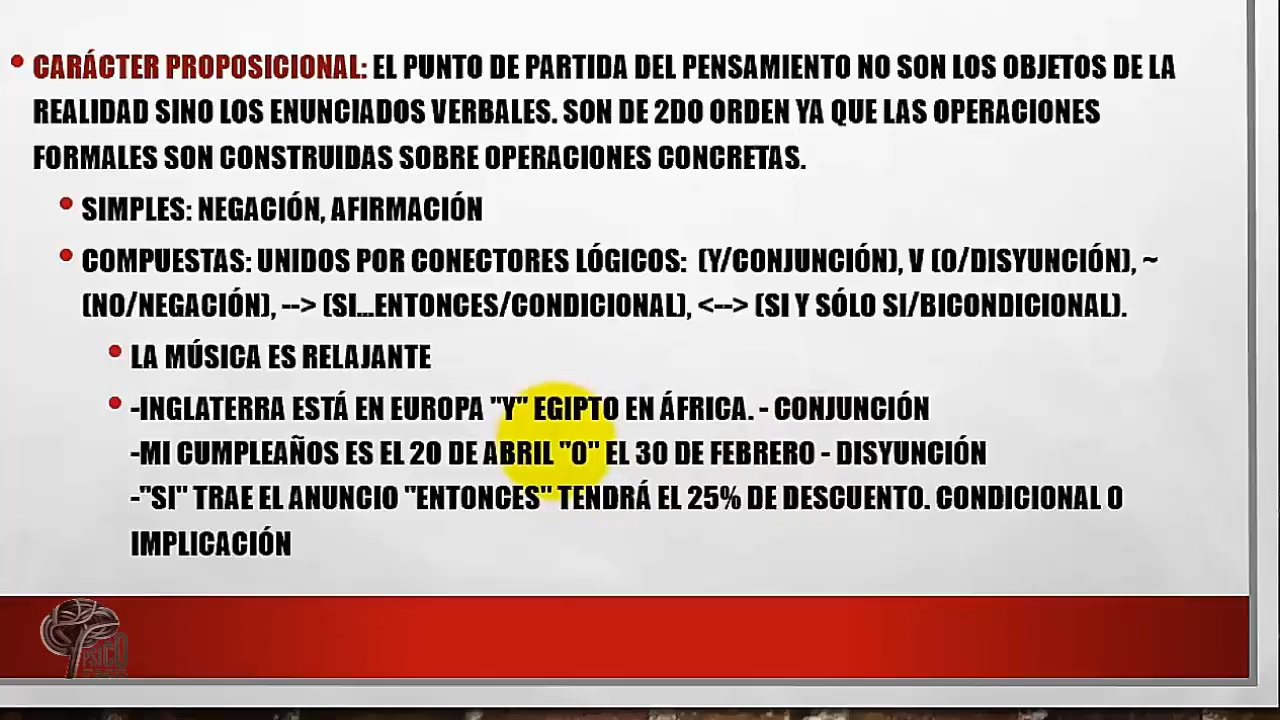 • CARÁCTER PROPOSICIONAL: EL PUNTO DE PARTIDA DEL PENSAMIENTO NO SON LOS OBJETOS DE LA
REALIDAD SINO LOS ENUNCIADOS VERBALES. SON DE 2DO ORDEN YA QUE LAS OPERACIONES
FORMALES SON CONSTRUIDAS SOBRE OPERACIONES CONCRETAS.
• SIMPLES: NEGACIÓN, AFIRMACIÓN
• COMPUESTAS: UNIDOS POR CONECTORES LÓGICOS: (Y/CONJUNCIÓN), V (O/DISYUNCIÓN), ~
(NO/NEGACIÓN), --> (SI...ENTONCES/CONDICIONAL), <--> (SI Y SÓLO SI/BICONDICIONAL).
• LA MÚSICA ES RELAJANTE
• -INGLATERRA ESTÁ EN EUROPA "Y" EGIPTO EN ÁFRICA. - CONJUNCIÓN
-MI CUMPLEAÑOS ES EL 20 DE ABRIL "O" EL 30 DE FEBRERO - DISYUNCIÓN
-"SI" TRAE EL ANUNCIO "ENTONCES" TENDRÁ EL 25% DE DESCUENTO. CONDICIONAL O
IMPLICACIÓN
PSICO